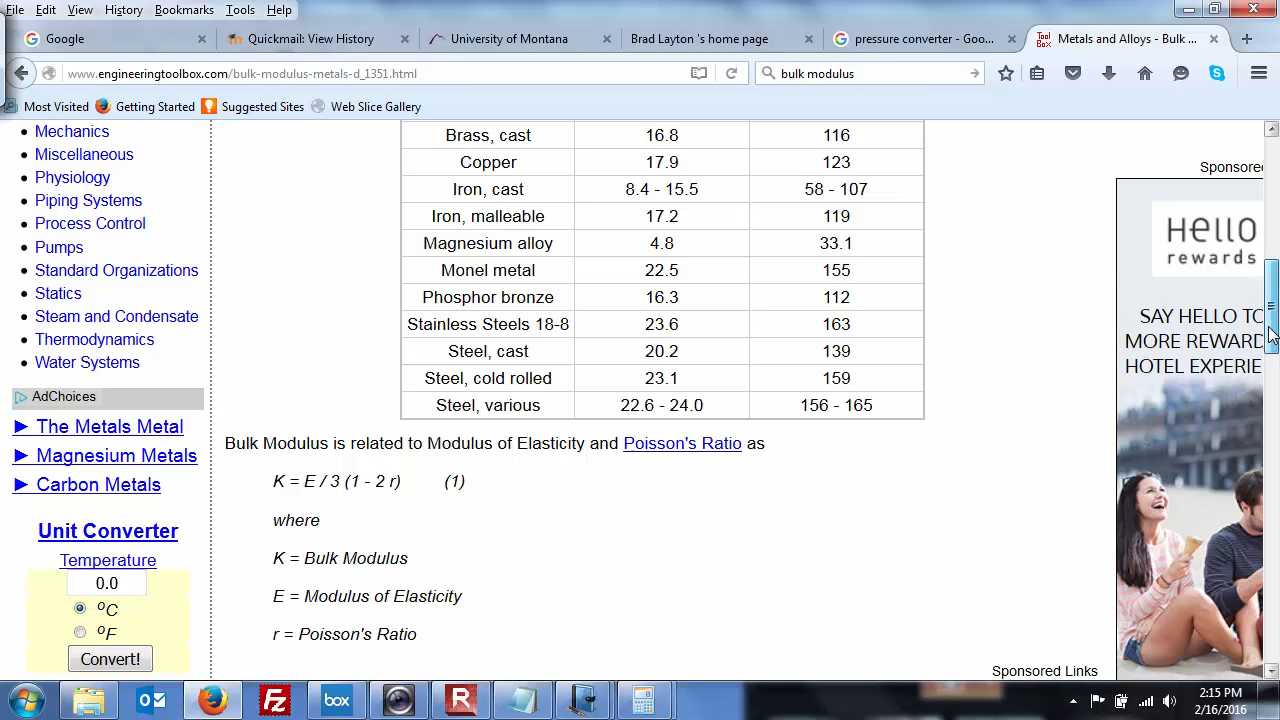 File Edit View History Bookmarks Tools Help
Google
Quickmail: View History
University of Montana
Brad Layton 's home page
pressure converter - Goo...
Metals and Alloys - Bulk ...
www.engineeringtoolbox.com/bulk-modulus-metals-d_1351.html
bulk modulus
Most Visited Getting Started Suggested Sites Web Slice Gallery
Mechanics
Miscellaneous
Physiology
Piping Systems
Process Control
Pumps
Standard Organizations
Statics
Steam and Condensate
Thermodynamics
Water Systems
AdChoices
► The Metals Metal
► Magnesium Metals
► Carbon Metals
Unit Converter
Temperature
0.0
oC
oF
Convert!
Brass, cast 16.8 116
Copper 17.9 123
Iron, cast 8.4 - 15.5 58 - 107
Iron, malleable 17.2 119
Magnesium alloy 4.8 33.1
Monel metal 22.5 155
Phosphor bronze 16.3 112
Stainless Steels 18-8 23.6 163
Steel, cast 20.2 139
Steel, cold rolled 23.1 159
Steel, various 22.6 - 24.0 156 - 165
Bulk Modulus is related to Modulus of Elasticity and Poisson's Ratio as
K = E / 3 (1 - 2 r) (1)
where
K = Bulk Modulus
E = Modulus of Elasticity
r = Poisson's Ratio
Sponsored Links
Sponsore
Hello
rewards
SAY HELLO TO
MORE REWARD
HOTEL EXPERIE
box
2:15 PM
2/16/2016